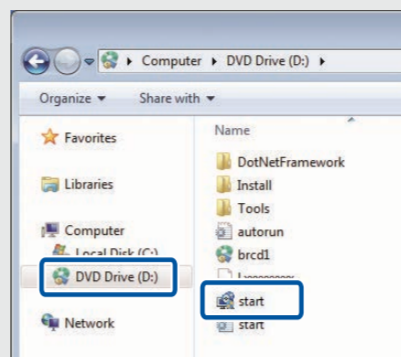 Computer ▸ DVD Drive (D:) ▸
Organize ▾ Share with ▾
Favorites
Libraries
Computer
Local Disk (C:)
DVD Drive (D:)
Network
Name
DotNetFramework
Install
Tools
autorun
brcd1
start
start